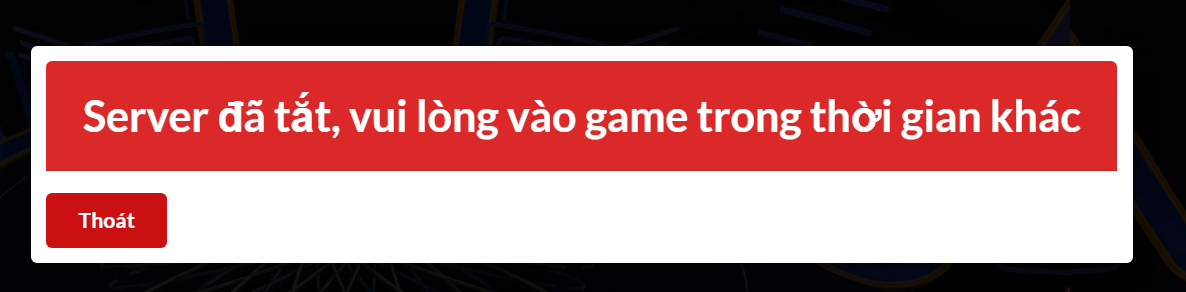 Server đã tắt, vui lòng vào game trong thời gian khác
Thoát